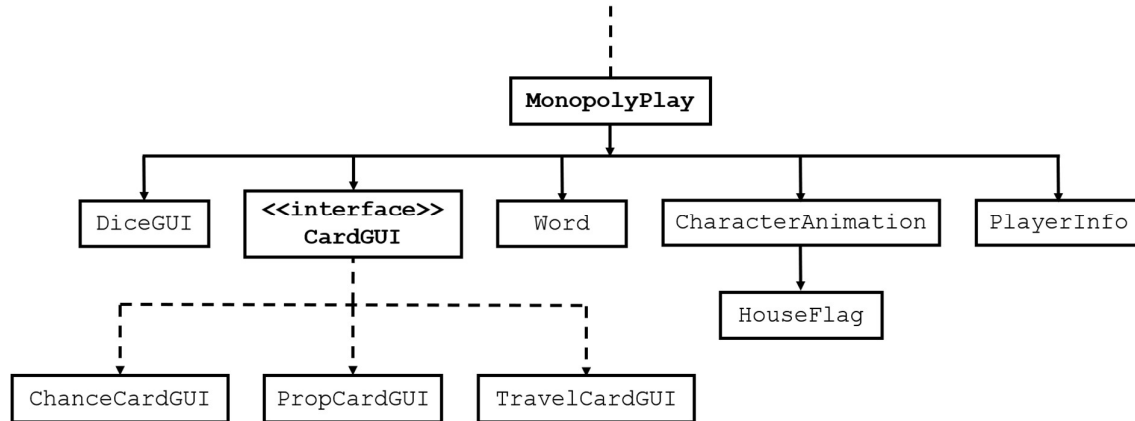 MonopolyPlay
DiceGUI
<<interface>>
CardGUI
Word
CharacterAnimation
PlayerInfo
HouseFlag
ChanceCardGUI
PropCardGUI
TravelCardGUI